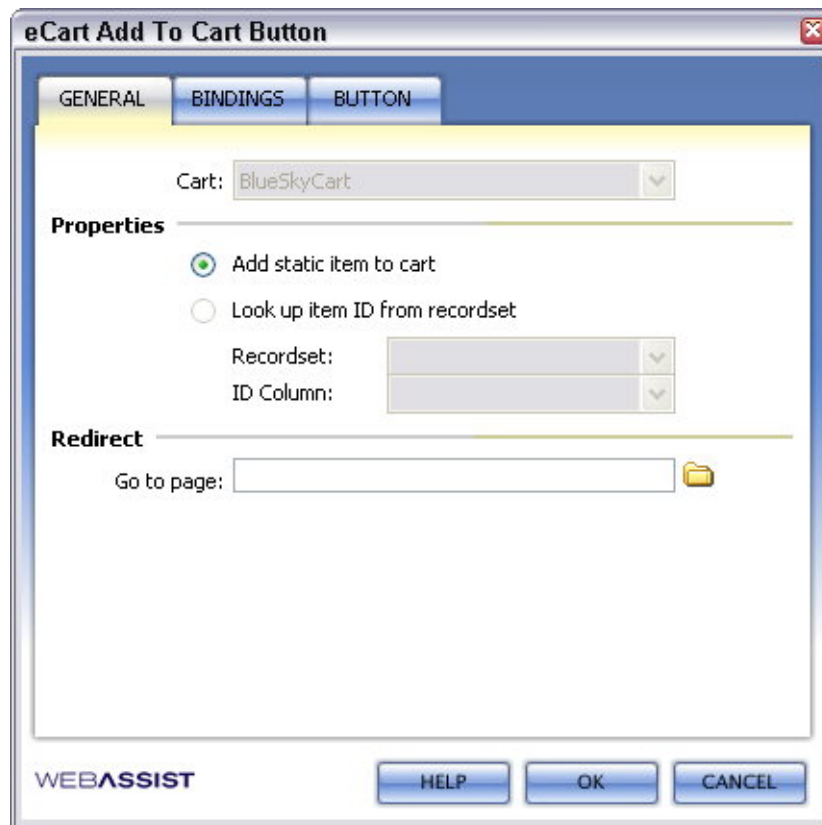 eCart Add To Cart Button
GENERAL BINDINGS BUTTON
Cart: BlueSkyCart
Properties
Add static item to cart
Look up item ID from recordset
Recordset:
ID Column:
Redirect
Go to page:
WEBASSIST HELP OK CANCEL